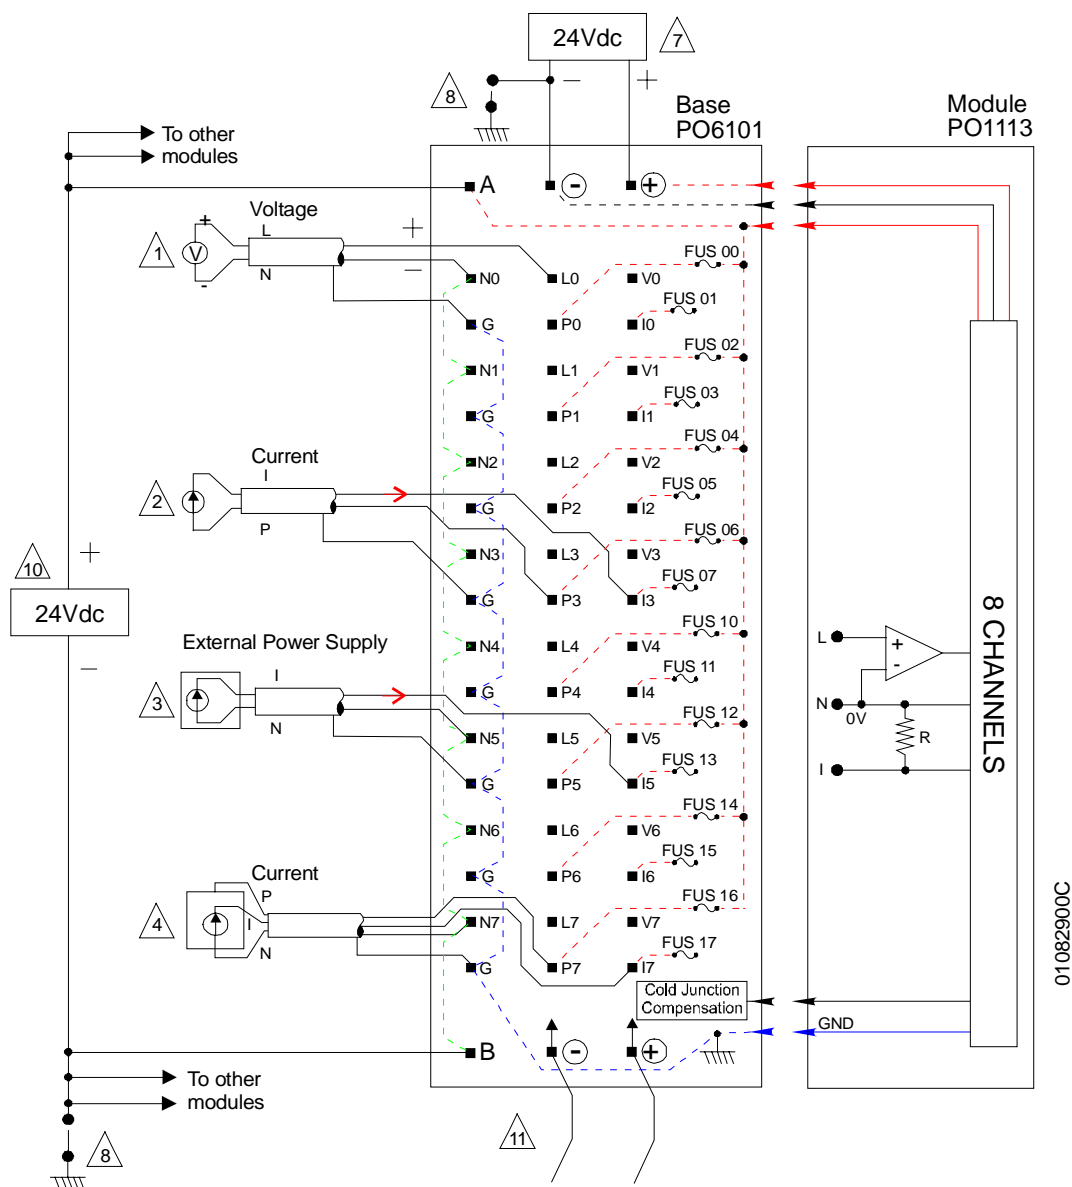 24Vdc
7
8
−
+
Base
PO6101
Module
PO1113
To other
modules
A
-
+
Voltage
L
N
+
-
V
1
+
−
FUS 00
N0 L0 V0
FUS 01
G P0 I0
FUS 02
N1 L1 V1
FUS 03
G P1 I1
FUS 04
Current
I
P
2
N2 L2 V2
FUS 05
G P2 I2
FUS 06
N3 L3 V3
FUS 07
G P3 I3
10
+
24Vdc
−
8 CHANNELS
L
+
-
N
0V
R
I
External Power Supply
I
N
3
FUS 10
N4 L4 V4
FUS 11
G P4 I4
FUS 12
N5 L5 V5
FUS 13
G P5 I5
FUS 14
N6 L6 V6
FUS 15
G P6 I6
FUS 16
Current
P
I
N
4
N7 L7 V7
FUS 17
G P7 I7
Cold Junction
Compensation
GND
B
-
+
To other
modules
8
11
01082900C